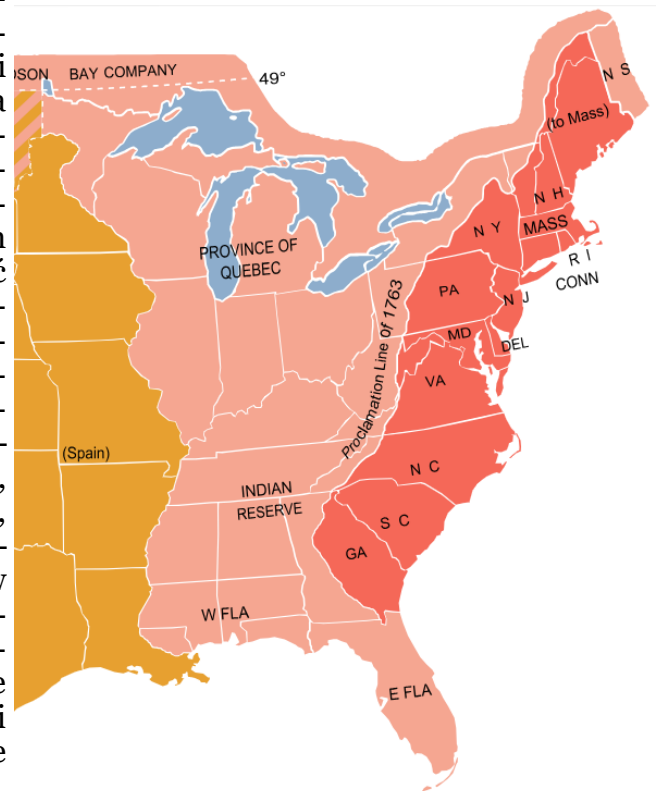 DSON BAY COMPANY
49°
N S
(to Mass)
N H
N Y
MASS
R I
CONN
PROVINCE OF
QUEBEC
PA
N J
Proclamation Line of 1763
MD
DEL
VA
(Spain)
N C
INDIAN
RESERVE
S C
GA
W FLA
E FLA